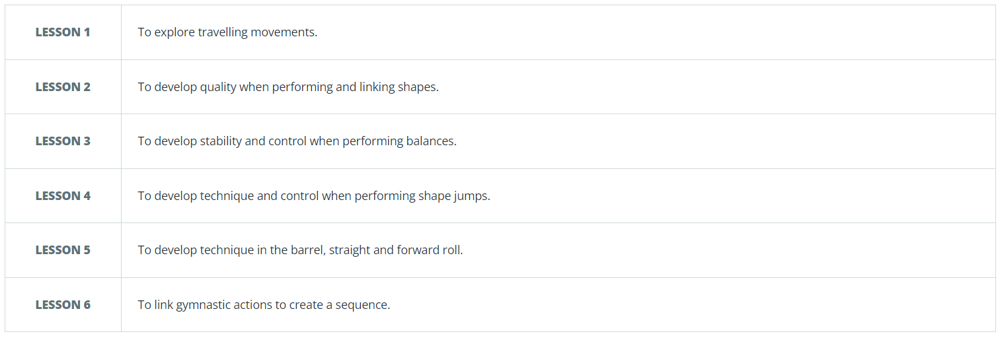 LESSON 1 To explore travelling movements.
LESSON 2 To develop quality when performing and linking shapes.
LESSON 3 To develop stability and control when performing balances.
LESSON 4 To develop technique and control when performing shape jumps.
LESSON 5 To develop technique in the barrel, straight and forward roll.
LESSON 6 To link gymnastic actions to create a sequence.